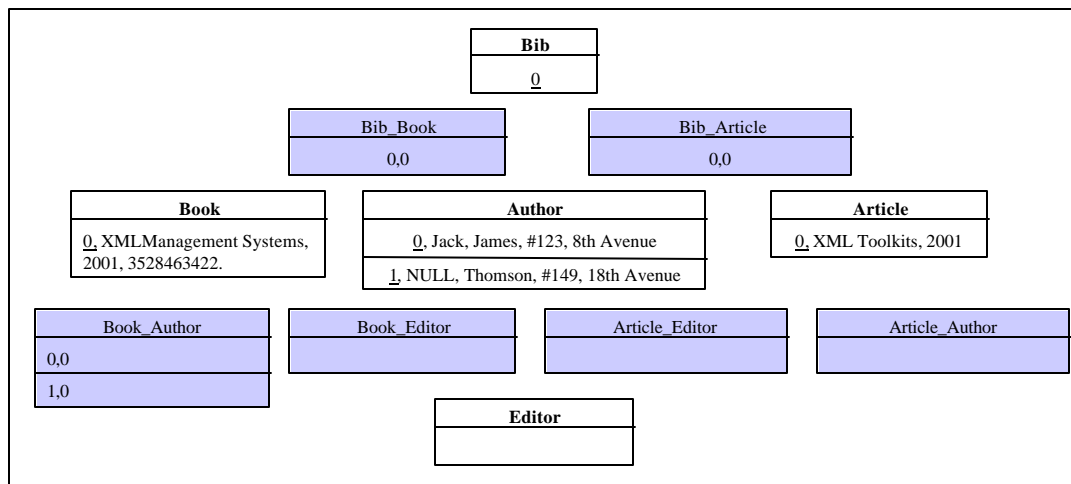 Bib
0
Bib_Book
Bib_Article
0,0
0,0
Book
Author
Article
0, XMLManagement Systems,
2001, 3528463422.
0, Jack, James, #123, 8th Avenue
1, NULL, Thomson, #149, 18th Avenue
0, XML Toolkits, 2001
Book_Author
Book_Editor
Article_Editor
Article_Author
0,0
1,0
Editor